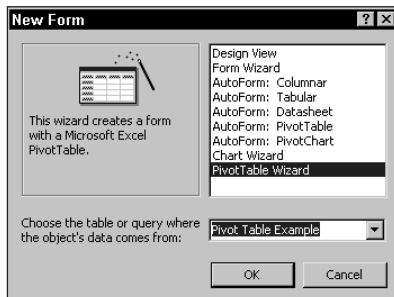 New Form
Design View
Form Wizard
AutoForm: Columnar
AutoForm: Tabular
AutoForm: Datasheet
AutoForm: PivotTable
AutoForm: PivotChart
Chart Wizard
PivotTable Wizard
This wizard creates a form
with a Microsoft Excel
PivotTable.
Choose the table or query where
the object's data comes from:
Pivot Table Example
OK
Cancel